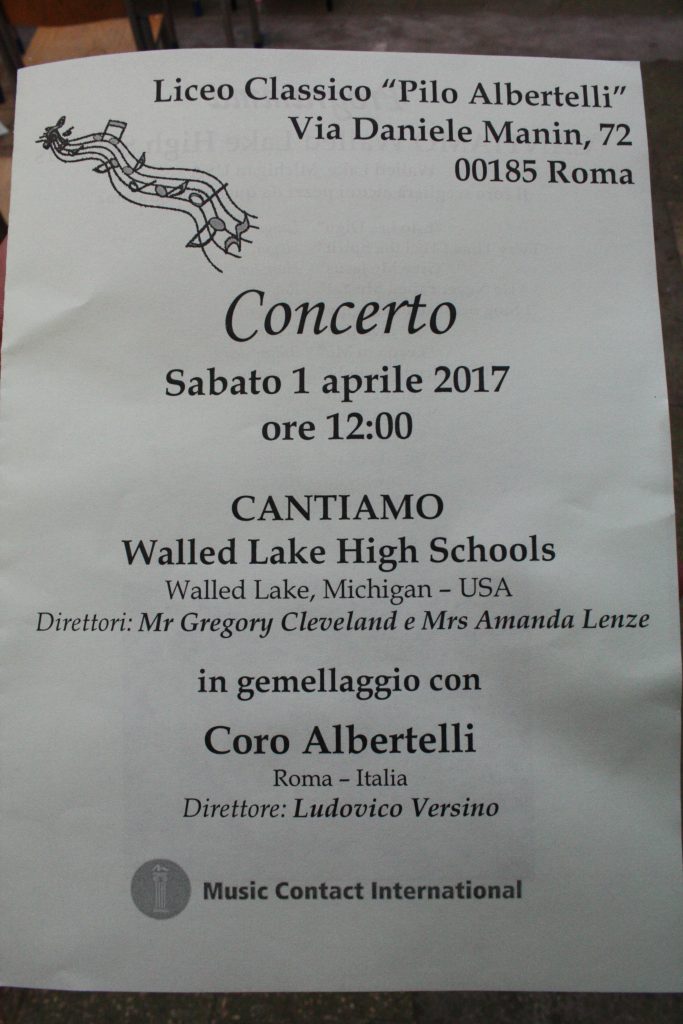 Liceo Classico “Pilo Albertelli”
Via Daniele Manin, 72
00185 Roma
Concerto
Sabato 1 aprile 2017
ore 12:00
CANTIAMO
Walled Lake High Schools
Walled Lake, Michigan – USA
Direttori: Mr Gregory Cleveland e Mrs Amanda Lenze
in gemellaggio con
Coro Albertelli
Roma – Italia
Direttore: Ludovico Versino
Music Contact International